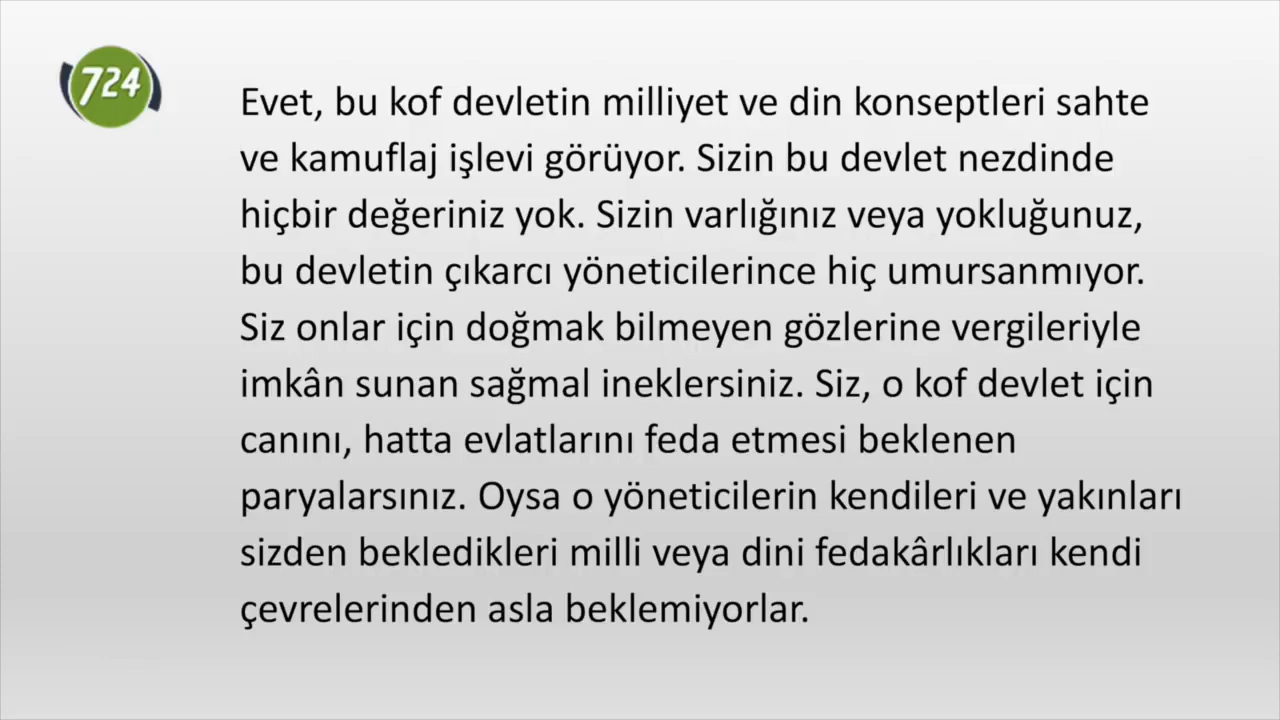 724
Evet, bu kof devletin milliyet ve din konseptleri sahte
ve kamuflaj işlevi görüyor. Sizin bu devlet nezdinde
hiçbir değeriniz yok. Sizin varlığınız veya yokluğunuz,
bu devletin çıkarcı yöneticilerince hiç umursanmıyor.
Siz onlar için doğmak bilmeyen gözlerine vergileriyle
imkân sunan sağmal ineklersiniz. Siz, o kof devlet için
canını, hatta evlatlarını feda etmesi beklenen
paryalarsınız. Oysa o yöneticilerin kendileri ve yakınları
sizden bekledikleri milli veya dini fedakârlıkları kendi
çevrelerinden asla beklemiyorlar.